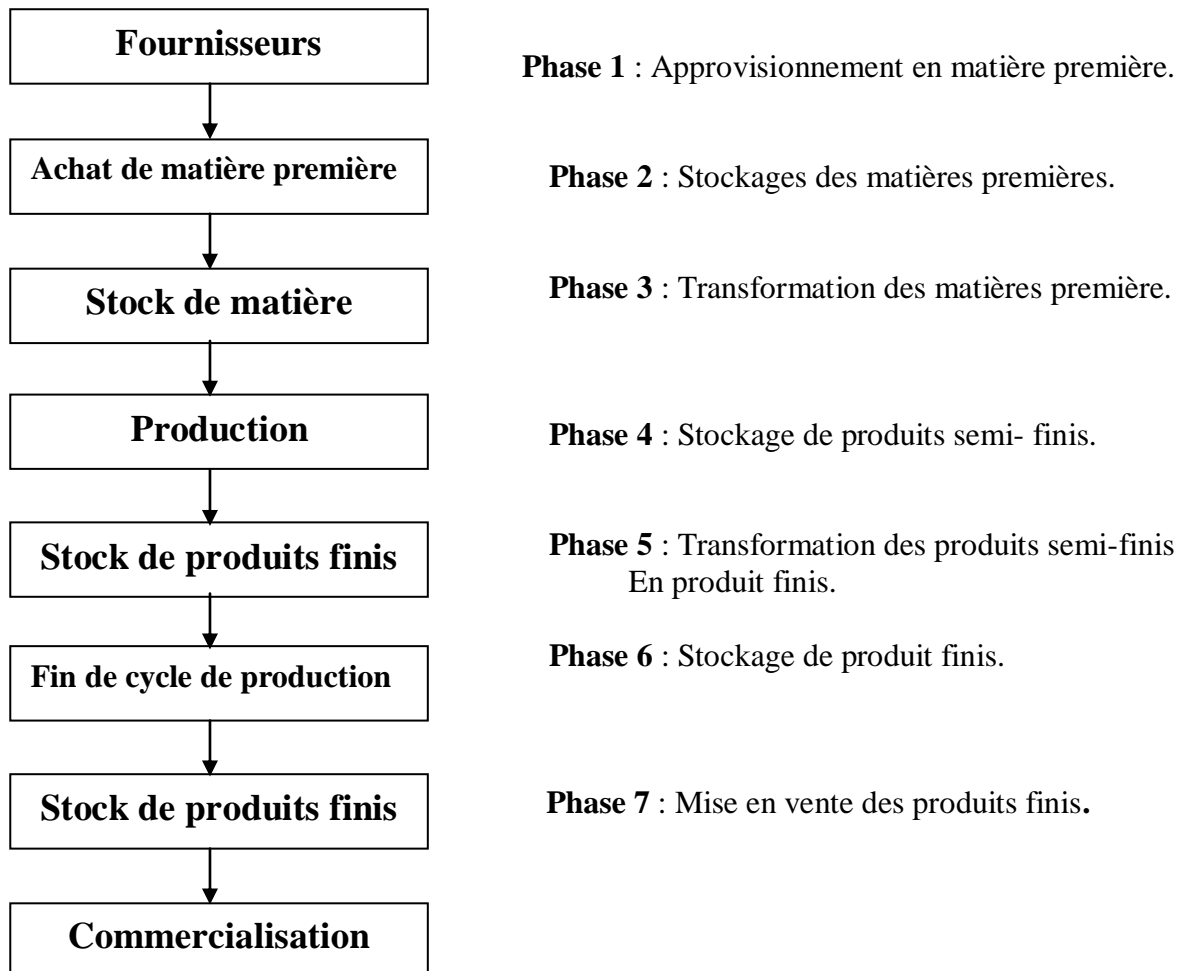 Fournisseurs
Phase 1 : Approvisionnement en matière première.
Achat de matière première
Phase 2 : Stockages des matières premières.
Stock de matière
Phase 3 : Transformation des matières première.
Production
Phase 4 : Stockage de produits semi- finis.
Stock de produits finis
Phase 5 : Transformation des produits semi-finis
En produit finis.
Fin de cycle de production
Phase 6 : Stockage de produit finis.
Stock de produits finis
Phase 7 : Mise en vente des produits finis.
Commercialisation